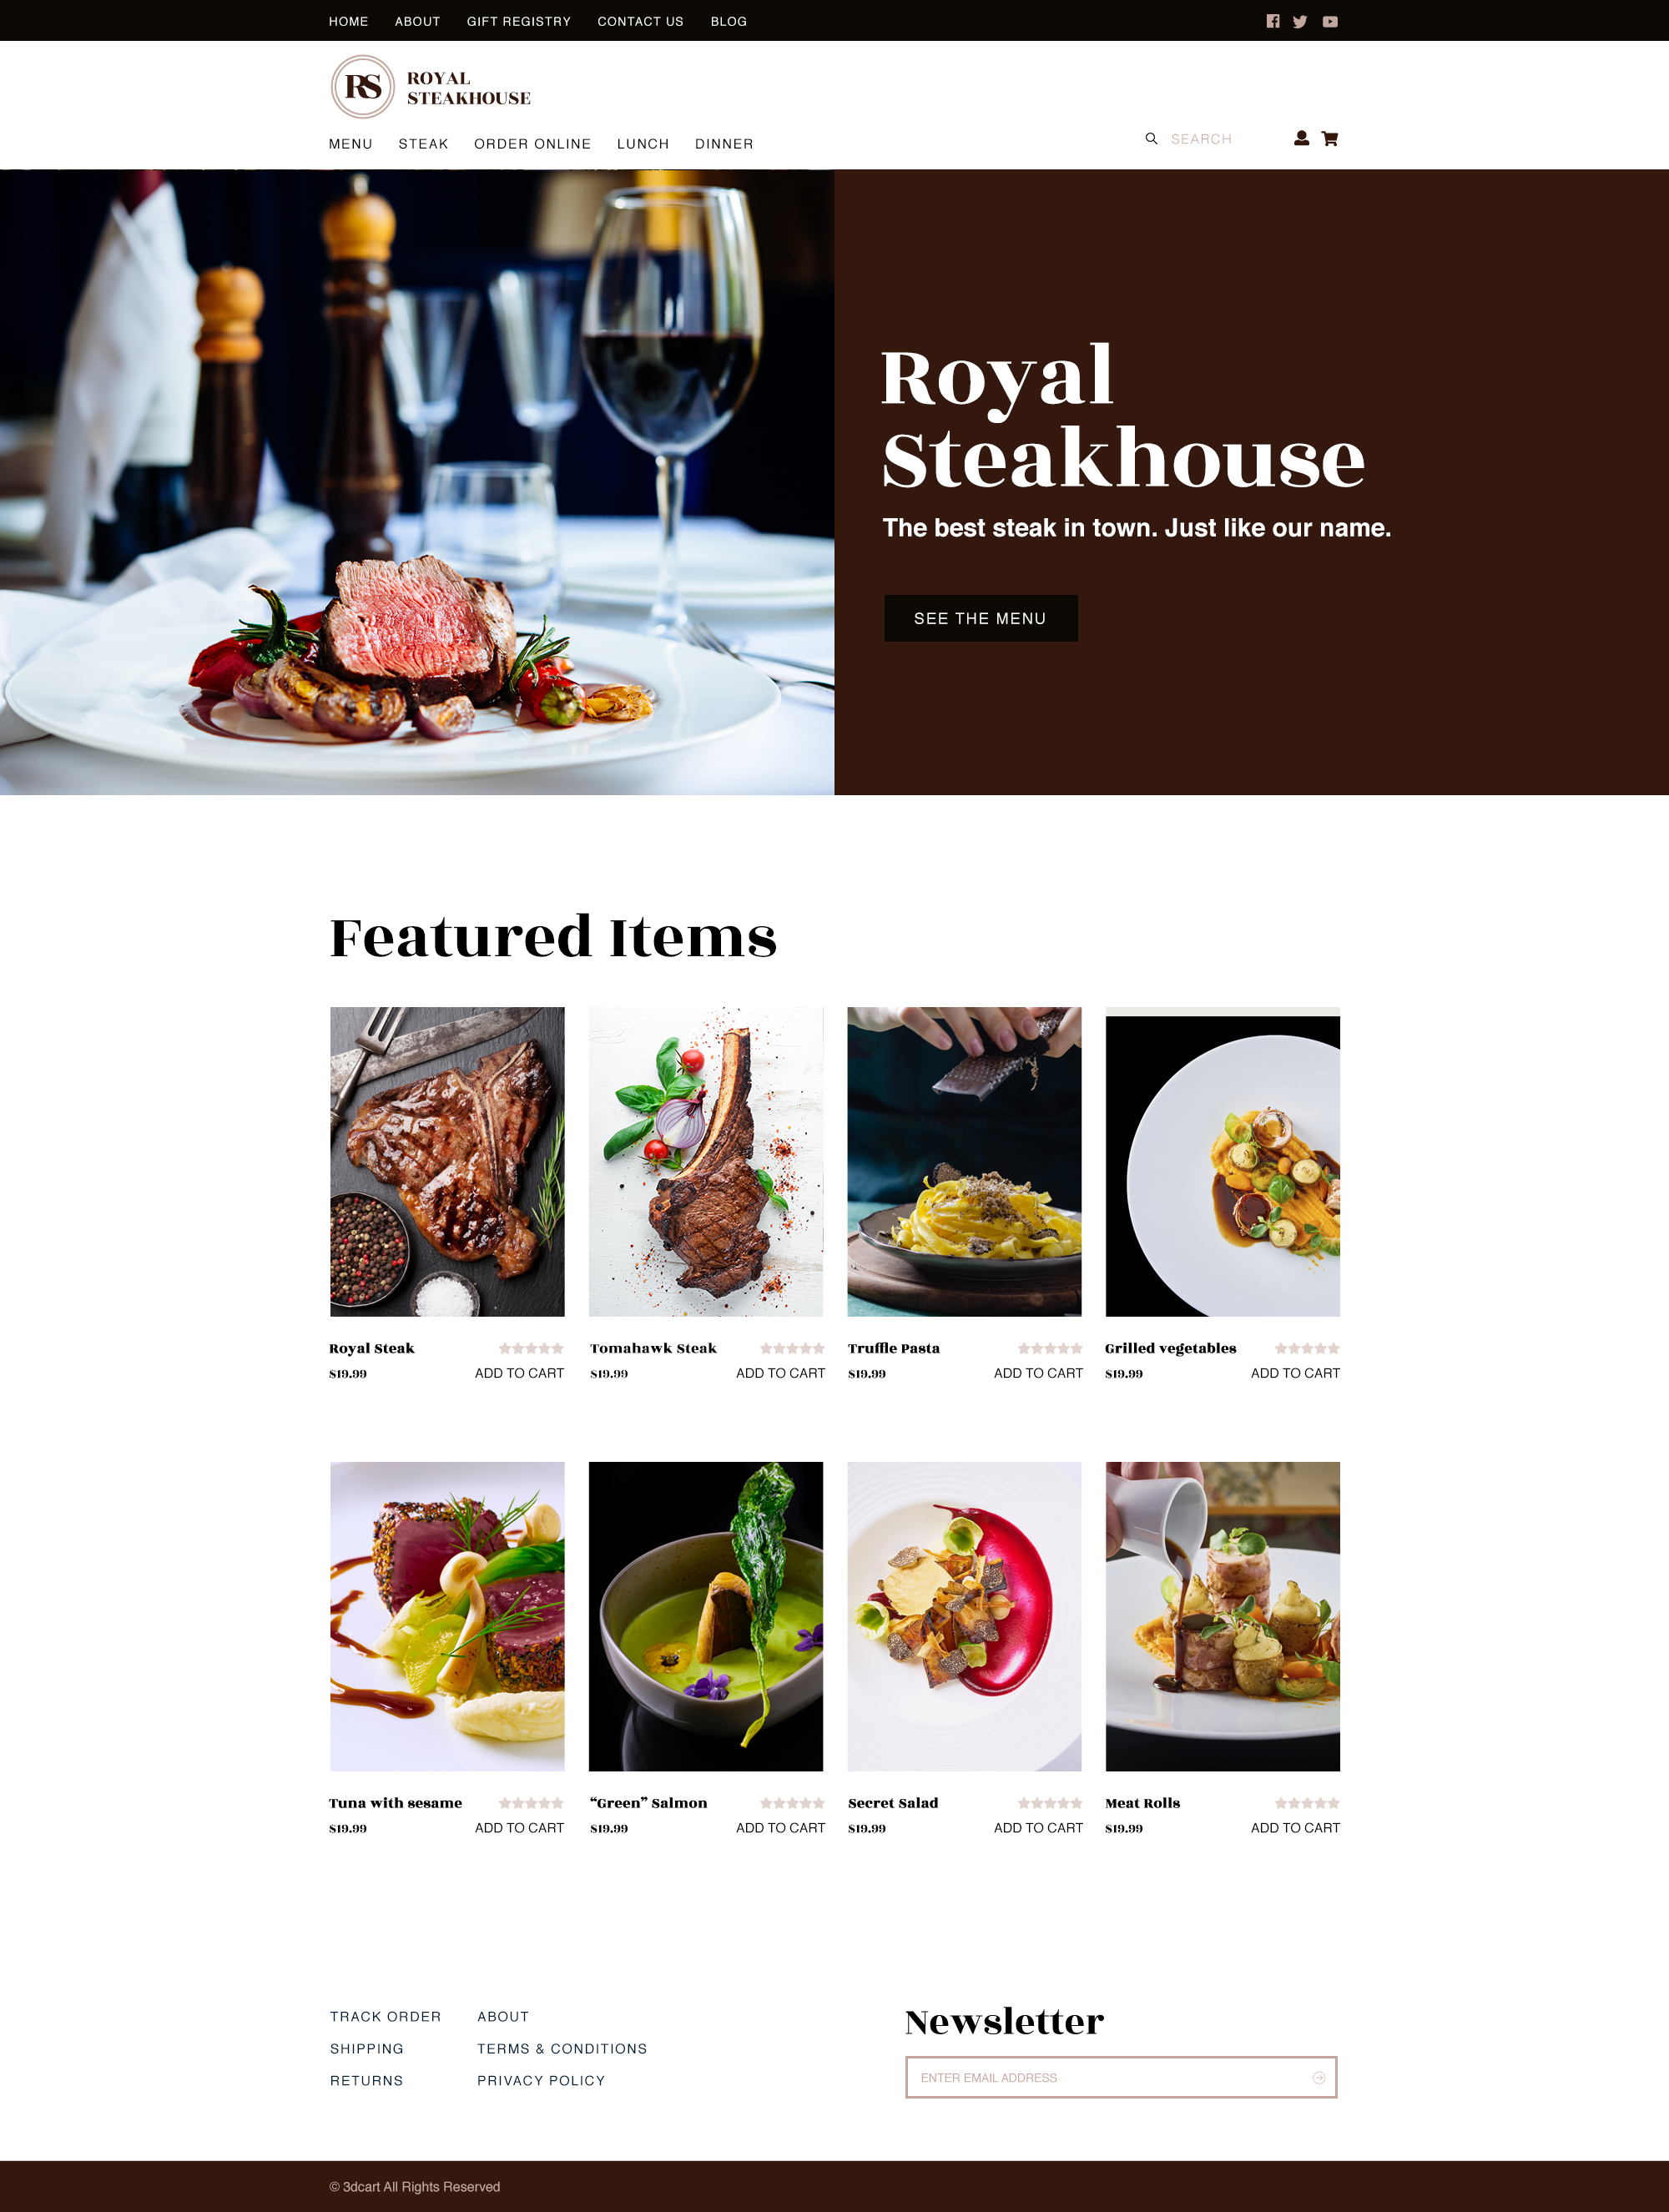 HOME ABOUT GIFT REGISTRY CONTACT US BLOG
RS
ROYAL
STEAKHOUSE
MENU STEAK ORDER ONLINE LUNCH DINNER
SEARCH
Royal
Steakhouse
The best steak in town. Just like our name.
SEE THE MENU
Featured Items
Royal Steak
$19.99 ADD TO CART
Tomahawk Steak
$19.99 ADD TO CART
Truffle Pasta
$19.99 ADD TO CART
Grilled vegetables
$19.99 ADD TO CART
Tuna with sesame
$19.99 ADD TO CART
“Green” Salmon
$19.99 ADD TO CART
Secret Salad
$19.99 ADD TO CART
Meat Rolls
$19.99 ADD TO CART
TRACK ORDER
SHIPPING
RETURNS
ABOUT
TERMS & CONDITIONS
PRIVACY POLICY
Newsletter
ENTER EMAIL ADDRESS
© 3dcart All Rights Reserved